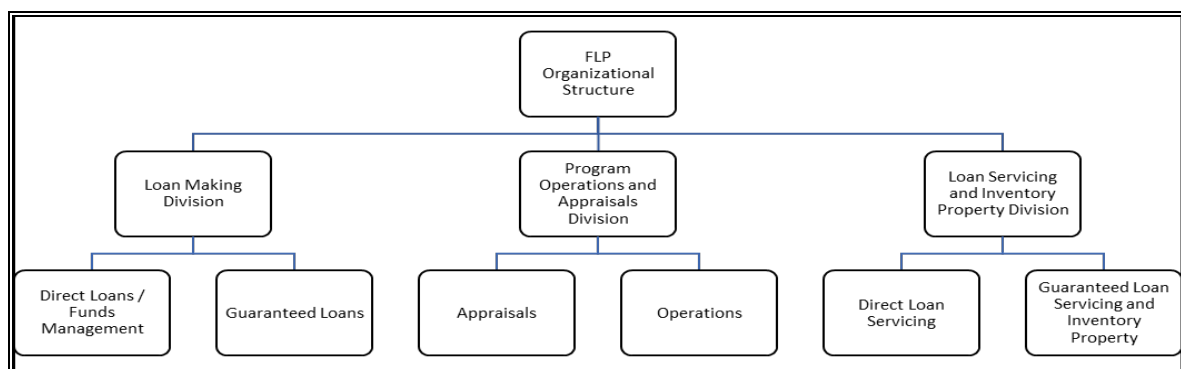 FLP
Organizational
Structure
Loan Making
Division
Program
Operations and
Appraisals
Division
Loan Servicing
and Inventory
Property Division
Direct Loans /
Funds
Management
Guaranteed Loans
Appraisals
Operations
Direct Loan
Servicing
Guaranteed Loan
Servicing and
Inventory
Property